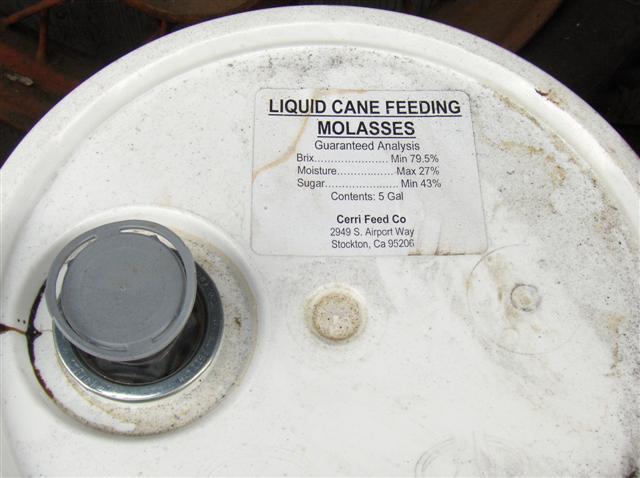 LIQUID CANE FEEDING
MOLASSES
Guaranteed Analysis
Brix...................... Min 79.5%
Moisture................. Max 27%
Sugar...................... Min 43%
Contents: 5 Gal
Cerri Feed Co
2949 S. Airport Way
Stockton, Ca 95206